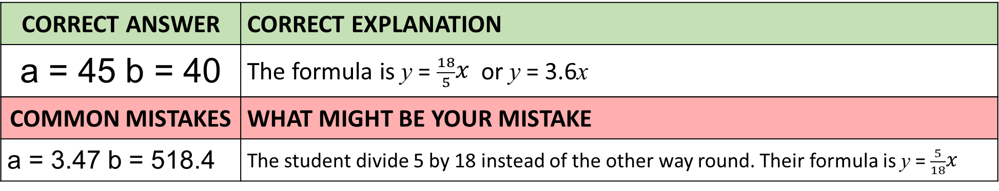 CORRECT ANSWER CORRECT EXPLANATION
a = 45 b = 40 The formula is y = 18/5 x or y = 3.6x
COMMON MISTAKES WHAT MIGHT BE YOUR MISTAKE
a = 3.47 b = 518.4 The student divide 5 by 18 instead of the other way round. Their formula is y = 5/18 x